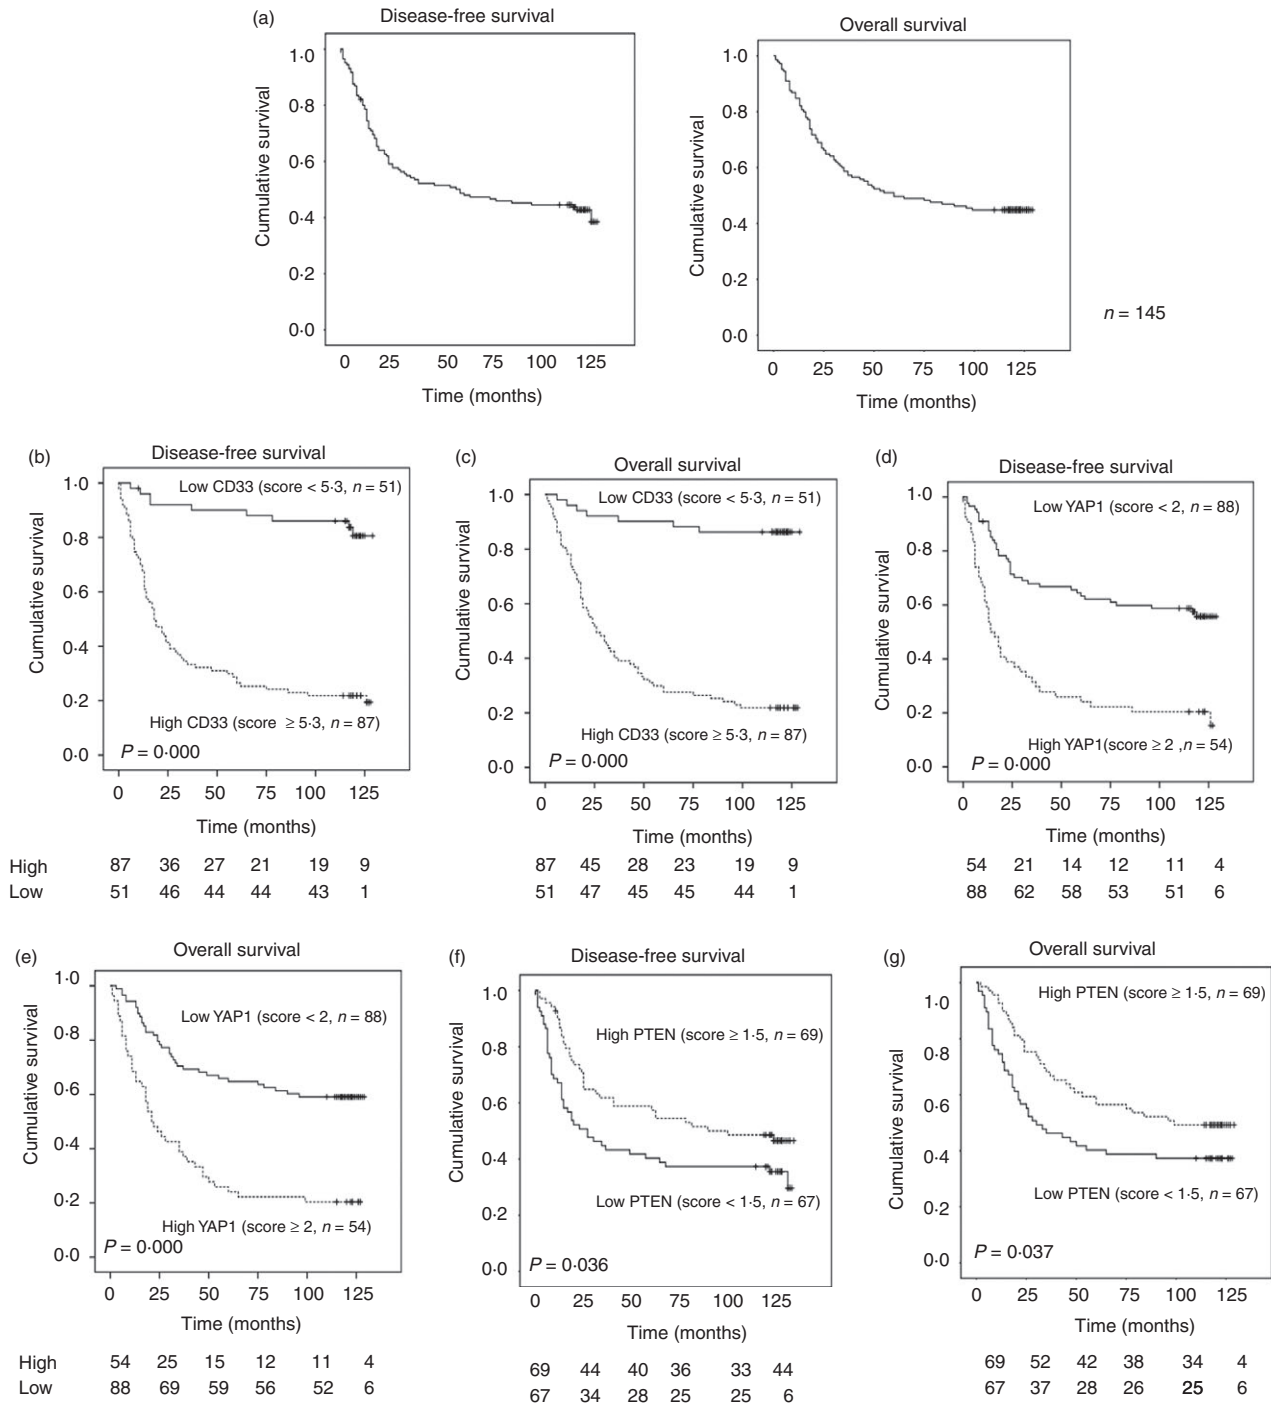 (a)
Disease-free survival
Cumulative survival
1·0
0·8
0·6
0·4
0·2
0·0
0 25 50 75 100 125
Time (months)
Overall survival
Cumulative survival
1·0
0·8
0·6
0·4
0·2
0·0
0 25 50 75 100 125
Time (months)
n = 145
(b)
Disease-free survival
Cumulative survival
1·0
0·8
0·6
0·4
0·2
0·0
Low CD33 (score < 5·3, n = 51)
High CD33 (score ≥ 5·3, n = 87)
P = 0·000
0 25 50 75 100 125
Time (months)
High 87 36 27 21 19 9
Low 51 46 44 44 43 1
(c)
Overall survival
Cumulative survival
1·0
0·8
0·6
0·4
0·2
0·0
Low CD33 (score < 5·3, n = 51)
High CD33 (score ≥ 5·3, n = 87)
P = 0·000
0 25 50 75 100 125
Time (months)
87 45 28 23 19 9
51 47 45 45 44 1
(d)
Disease-free survival
Cumulative survival
1·0
0·8
0·6
0·4
0·2
0·0
Low YAP1 (score < 2, n = 88)
High YAP1(score ≥ 2 ,n = 54)
P = 0·000
0 25 50 75 100 125
Time (months)
54 21 14 12 11 4
88 62 58 53 51 6
(e)
Overall survival
Cumulative survival
1·0
0·8
0·6
0·4
0·2
0·0
Low YAP1 (score < 2, n = 88)
High YAP1 (score ≥ 2, n = 54)
P = 0·000
0 25 50 75 100 125
Time (months)
High 54 25 15 12 11 4
Low 88 69 59 56 52 6
(f)
Disease-free survival
Cumulative survival
1·0
0·8
0·6
0·4
0·2
0·0
High PTEN (score ≥ 1·5, n = 69)
Low PTEN (score < 1·5, n = 67)
P = 0·036
0 25 50 75 100 125
Time (months)
69 44 40 36 33 44
67 34 28 25 25 6
(g)
Overall survival
Cumulative survival
1·0
0·8
0·6
0·4
0·2
0·0
High PTEN (score ≥ 1·5, n = 69)
Low PTEN (score < 1·5, n = 67)
P = 0·037
0 25 50 75 100 125
Time (months)
69 52 42 38 34 4
67 37 28 26 25 6